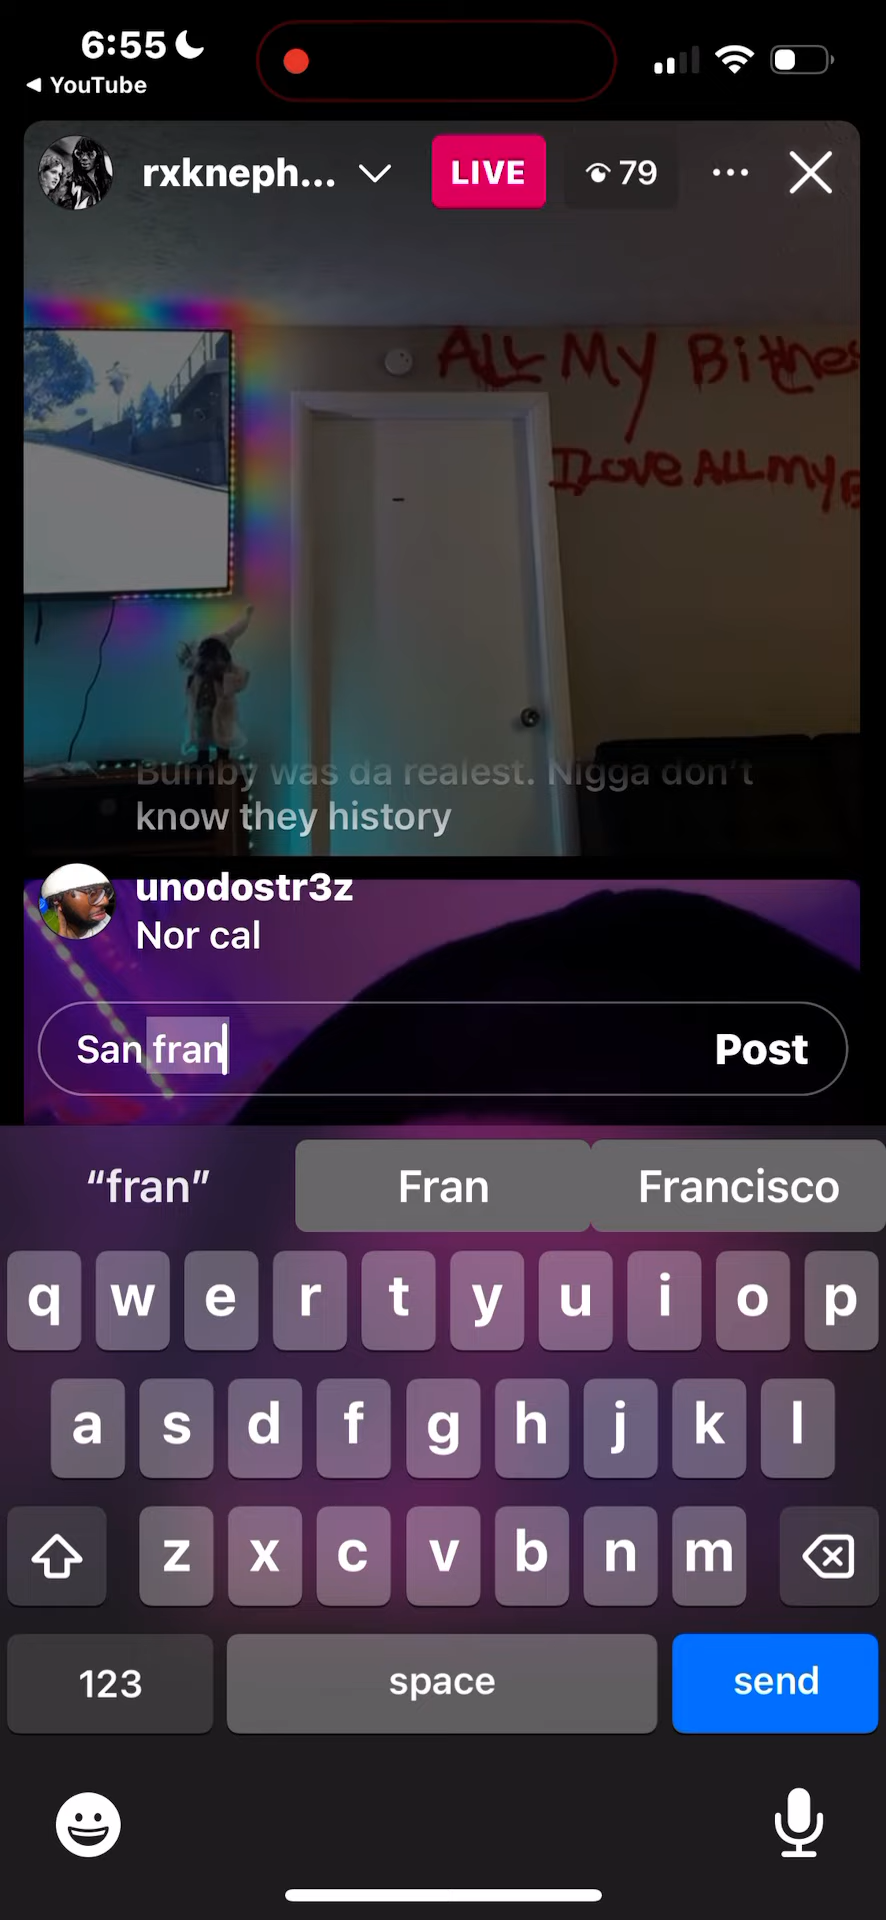 6:55
YouTube
rxkneph...
LIVE
79
ALL My Bitches
I Love ALL my
Bumby was da realest. Nigga don't
know they history
unodostr3z
Nor cal
San fran
Post
“fran”
Fran
Francisco
q w e r t y u i o p
a s d f g h j k l
z x c v b n m
123
space
send